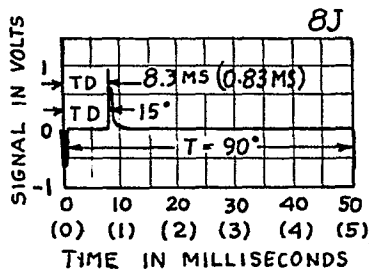 8J
SIGNAL IN VOLTS
1
TD 8.3 MS (0.83 MS)
TD 15°
0
T = 90°
-1
0 10 20 30 40 50
(0) (1) (2) (3) (4) (5)
TIME IN MILLISECONDS